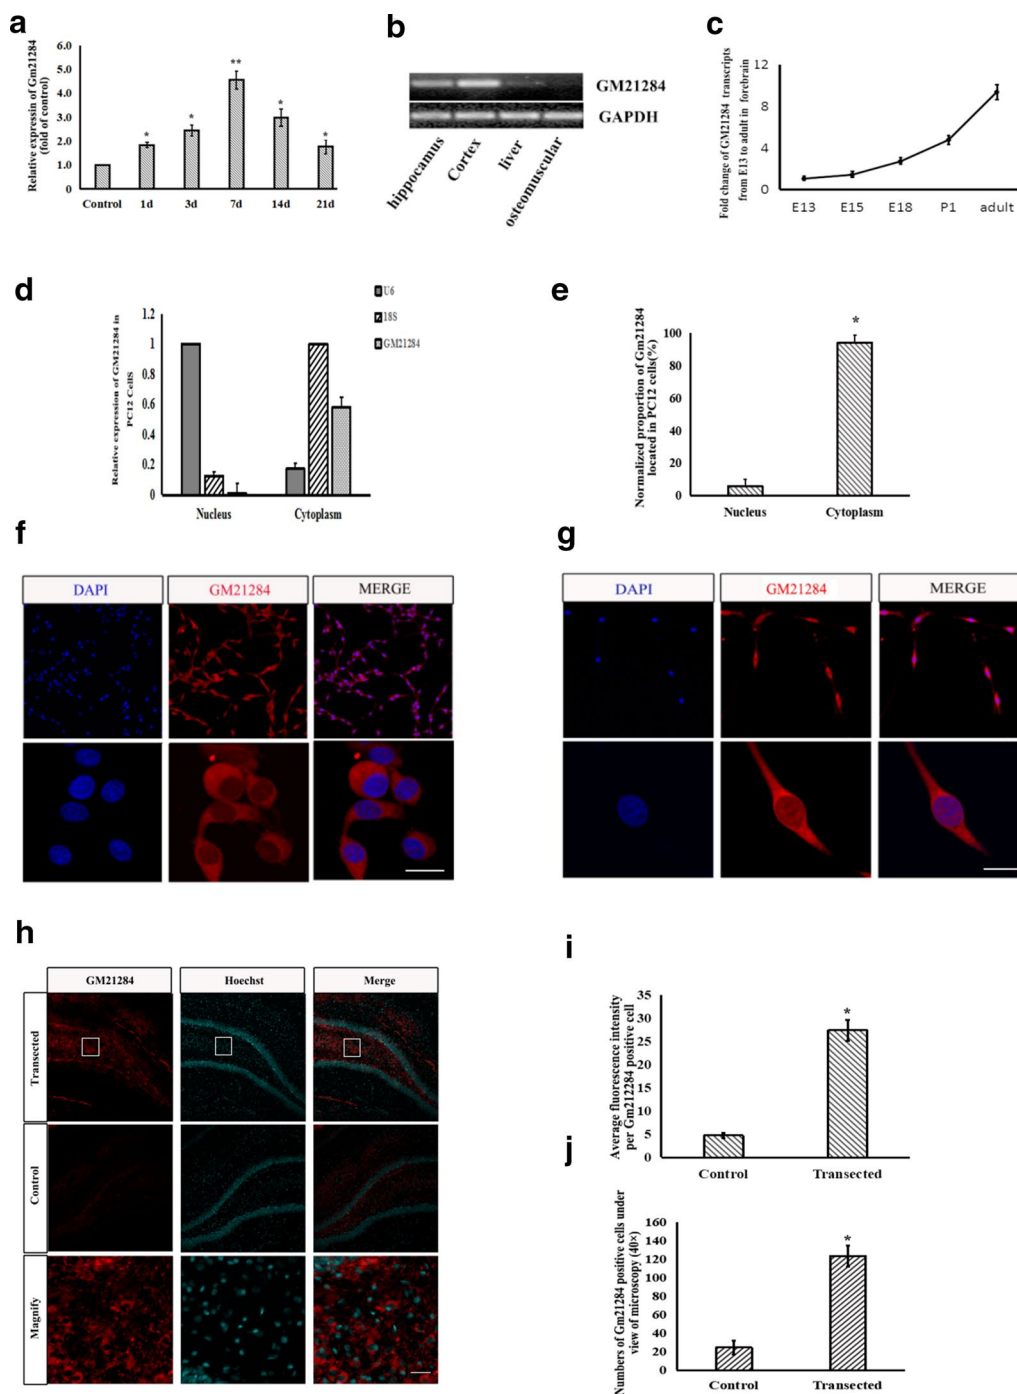 a
Relative expressin of Gm21284
(fold of control)
6.0
5.0
4.0
3.0
2.0
1.0
0
*
*
**
*
*
Control 1d 3d 7d 14d 21d
b
GM21284
GAPDH
hippocamus
Cortex
liver
osteomuscular
c
Fold change of GM21284 transcripts
from E13 to adult in forebrain
12
8
4
0
E13 E15 E18 P1 adult
d
Relative expression of GM21284 in
PC12 CellS
1.2
1
0.8
0.6
0.4
0.2
0
Nucleus Cytoplasm
U6
18S
GM21284
e
Normalized proportion of Gm21284
located in PC12 cells(%)
100
80
60
40
20
0
*
Nucleus Cytoplasm
f
DAPI GM21284 MERGE
g
DAPI GM21284 MERGE
h
GM21284 Hoechst Merge
Transected
Control
Magnify
i
Average fluorescence intensity
per Gm212284 positive cell
35
30
25
20
15
10
5
0
*
Control Transected
j
Numbers of Gm21284 positive cells under
view of microscopy (40×)
160
140
120
100
80
60
40
20
0
*
Control Transected